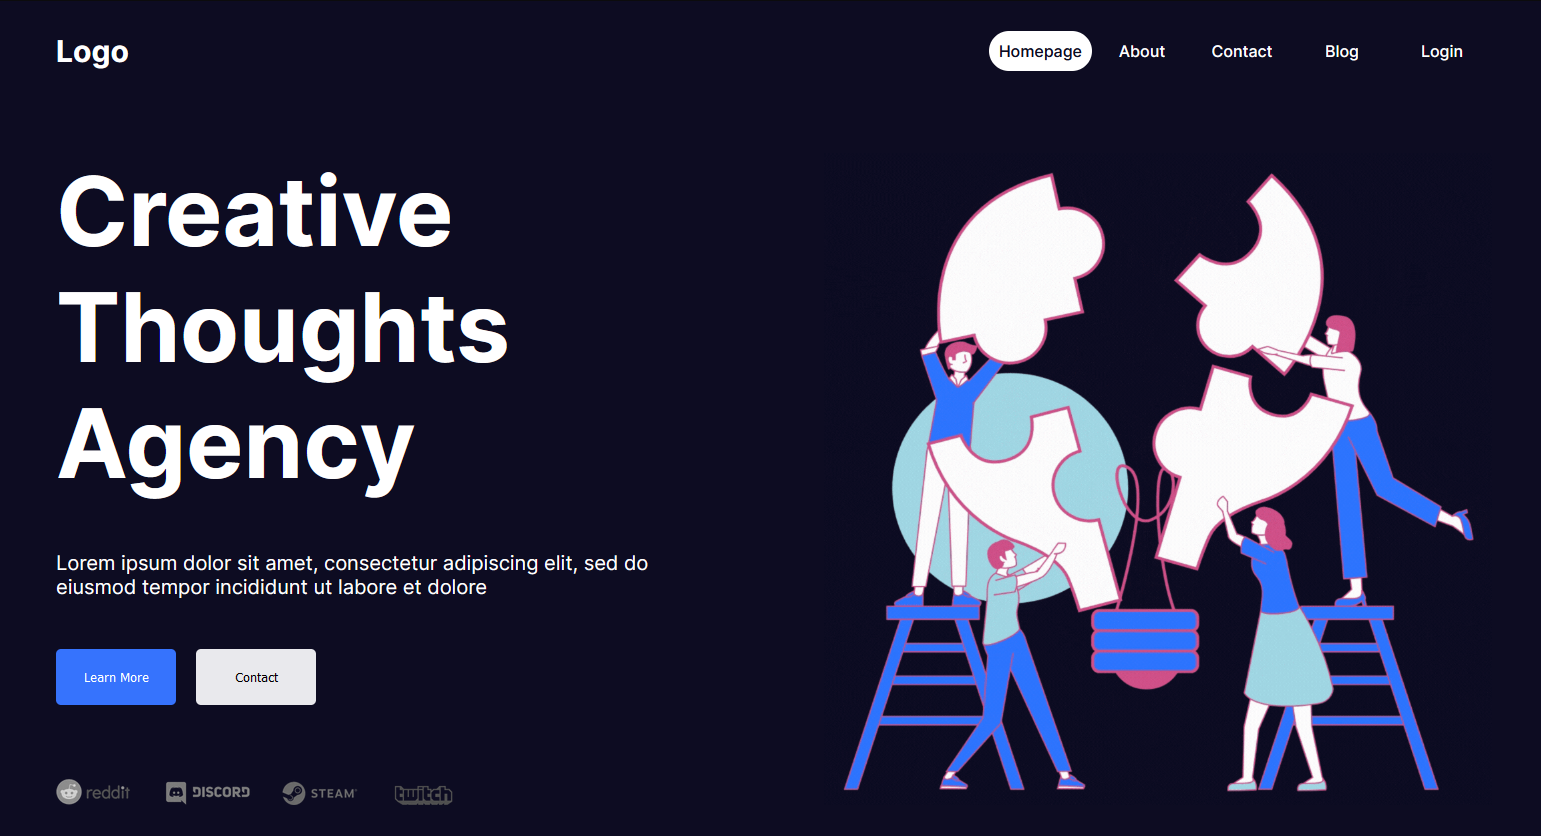 Logo
Homepage About Contact Blog Login
Creative
Thoughts
Agency
Lorem ipsum dolor sit amet, consectetur adipiscing elit, sed do
eiusmod tempor incididunt ut labore et dolore
Learn More Contact
reddit DISCORD STEAM twitch